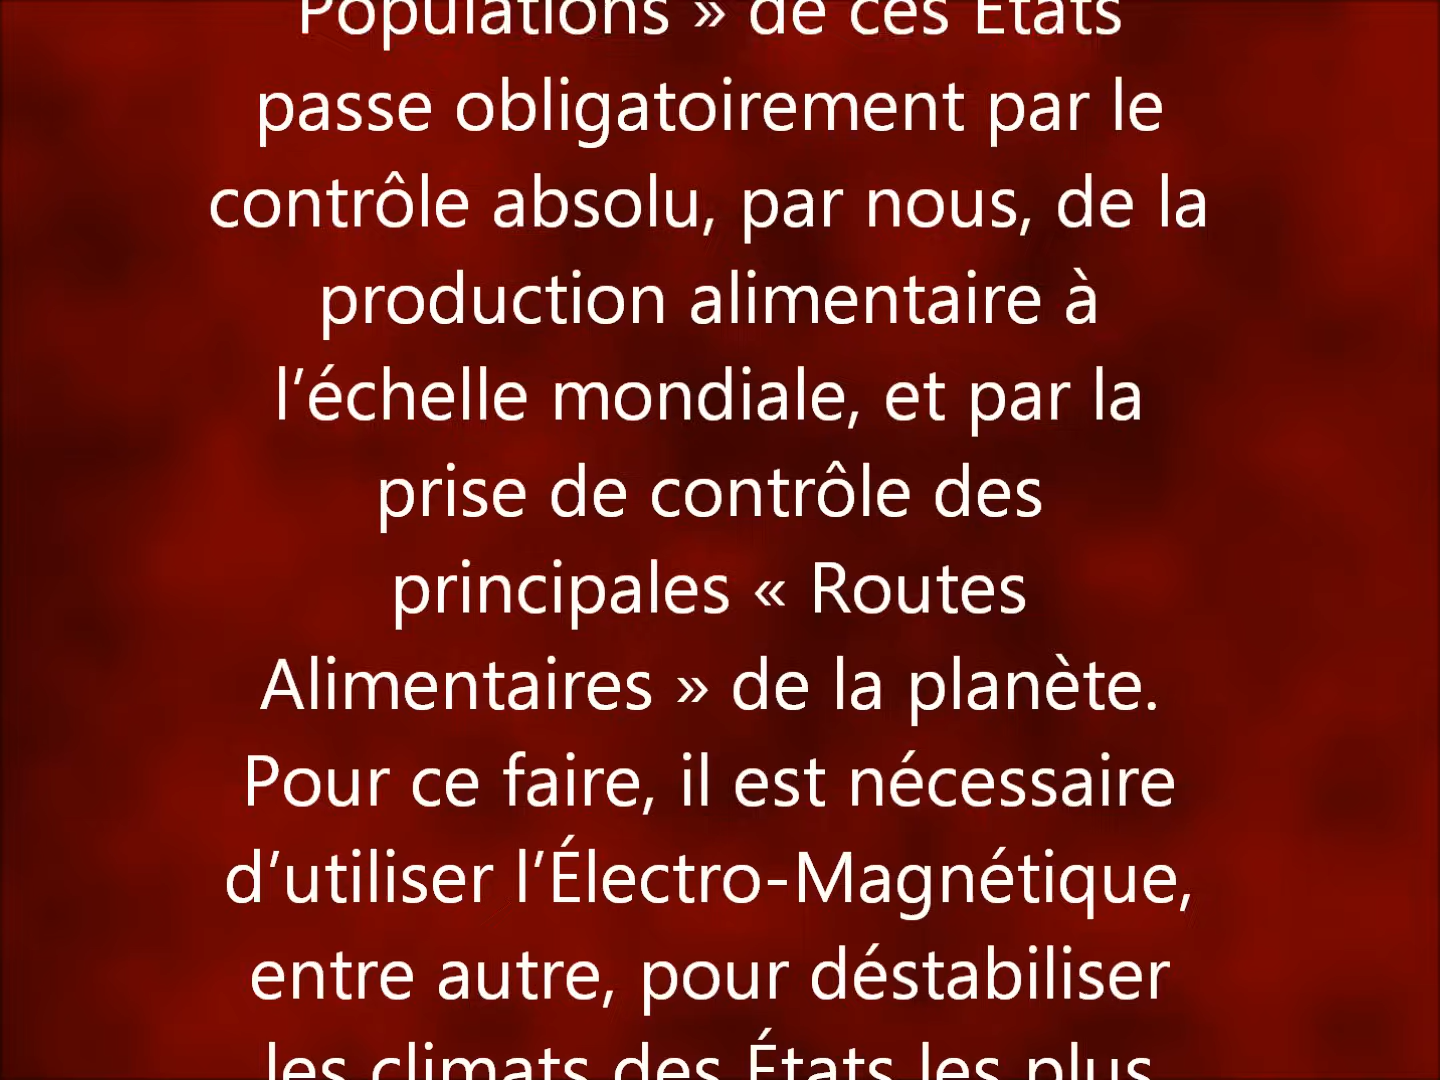 Populations » de ces États
passe obligatoirement par le
contrôle absolu, par nous, de la
production alimentaire à
l’échelle mondiale, et par la
prise de contrôle des
principales « Routes
Alimentaires » de la planète.
Pour ce faire, il est nécessaire
d’utiliser l’Électro-Magnétique,
entre autre, pour déstabiliser
les climats des États les plus